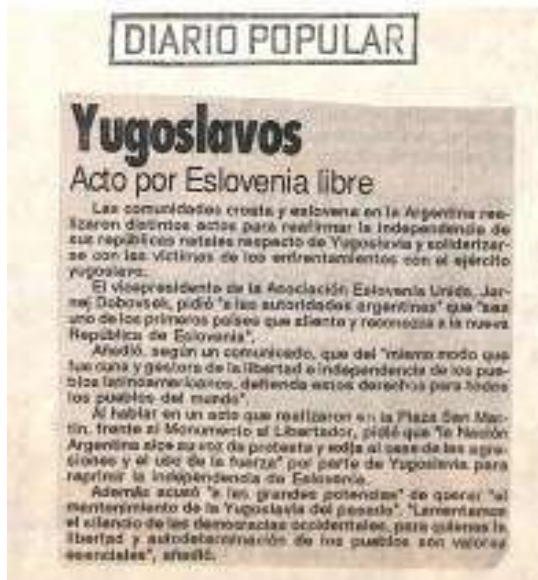 DIARIO POPULAR
Yugoslavos
Acto por Eslovenia libre
Las comunidades croata y eslovena en la Argentina rea-
lizaron distintos actos para reafirmar la independencia de
sus repúblicas natales respecto de Yugoslavia y solidarizar-
se con las víctimas de los enfrentamientos con el ejército
yugoslavo.
El vicepresidente de la Asociación Eslovenia Unida, Jar-
nej Dobovsek, pidió "a las autoridades argentinas" que "sea
uno de los primeros países que aliente y reconozca a la nueva
República de Eslovenia".
Añadió, según un comunicado, que del "mismo modo que
fue cuna y gestora de la libertad e independencia de los pue-
blos latinoamericanos, defienda estos derechos para todos
los pueblos del mundo".
Al hablar en un acto que realizaron en la Plaza San Mar-
tín, frente al Monumento al Libertador, pidió que "la Nación
Argentina alce su voz de protesta y exija el cese de las agre-
siones y el uso de la fuerza" por parte de Yugoslavia para
reprimir la independencia de Eslovenia.
Además acusó "a las grandes potencias" de querer "el
mantenimiento de la Yugoslavia del pasado". "Lamentamos
el silencio de las democracias occidentales, para quienes la
libertad y autodeterminación de los pueblos son valores
esenciales", añadió.